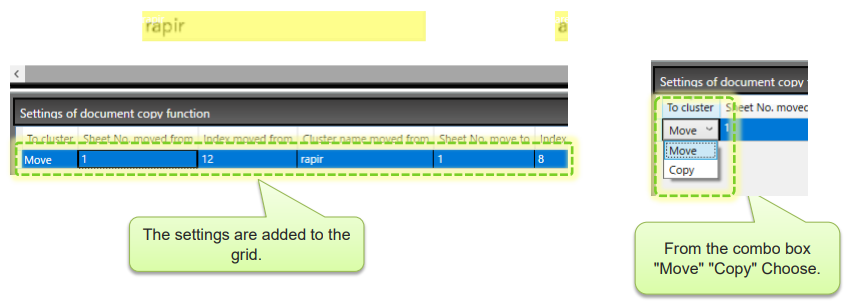 rapir
a
Settings of document copy function
To cluster Sheet No. moved from Index moved from Cluster name moved from Sheet No. move to Index
Move 1 12 rapir 1 8
The settings are added to the
grid.
Settings of document copy
To cluster Sheet No. moved
Move 1
Move
Copy
From the combo box
"Move" "Copy" Choose.